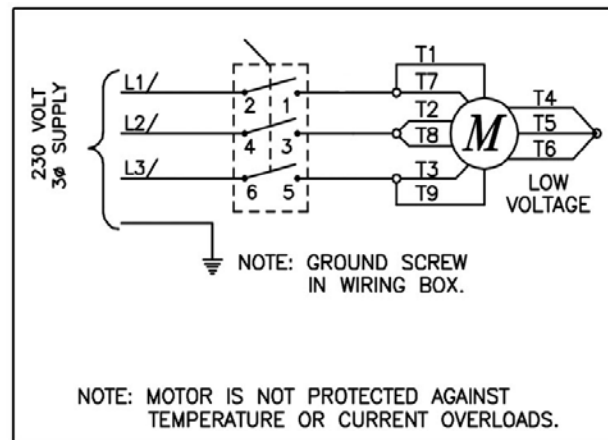 230 VOLT
3ø SUPPLY
L1/
L2/
L3/
2 1
4 3
6 5
T1
T7
T2
T8
T3
T9
M
T4
T5
T6
LOW
VOLTAGE
NOTE: GROUND SCREW
IN WIRING BOX.
NOTE: MOTOR IS NOT PROTECTED AGAINST
TEMPERATURE OR CURRENT OVERLOADS.